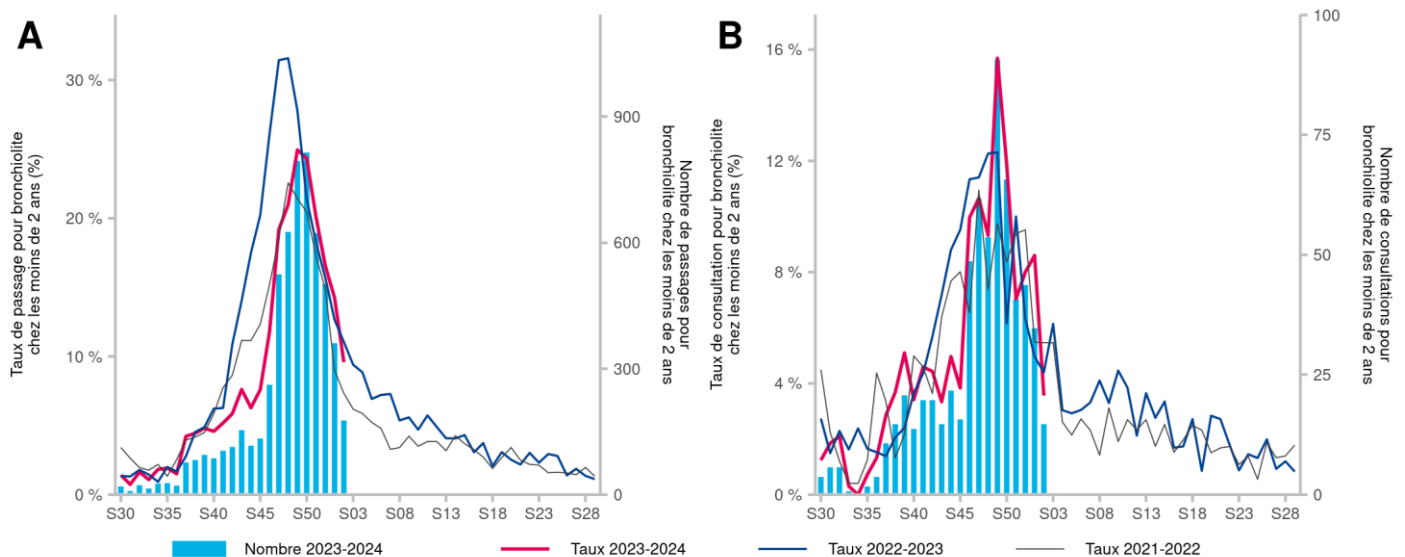 A
Taux de passage pour bronchiolite
chez les moins de 2 ans (%)
30 %
20 %
10 %
0 %
900
600
300
0
Nombre de passages pour
bronchiolite chez les moins de 2 ans
S30 S35 S40 S45 S50 S03 S08 S13 S18 S23 S28
B
Taux de consultation pour bronchiolite
chez les moins de 2 ans (%)
16 %
12 %
8 %
4 %
0 %
100
75
50
25
0
Nombre de consultations pour
bronchiolite chez les moins de 2 ans
S30 S35 S40 S45 S50 S03 S08 S13 S18 S23 S28
Nombre 2023-2024 Taux 2023-2024 Taux 2022-2023 Taux 2021-2022